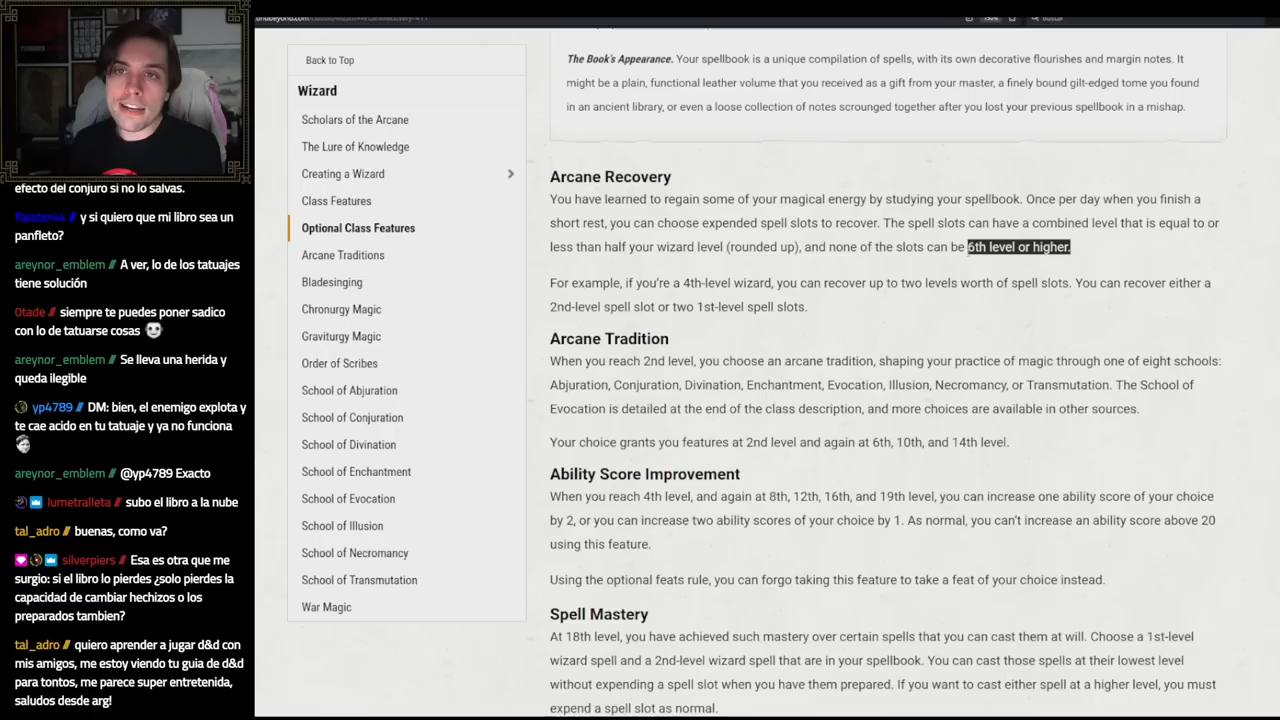 efecto del conjuro si no lo salvas.
y si quiero que mi libro sea un
panfleto?
areynor_emblem // A ver, lo de los tatuajes
tiene solución
Otade // siempre te puedes poner sadico
con lo de tatuarse cosas
areynor_emblem // Se lleva una herida y
queda ilegible
yp4789 // DM: bien, el enemigo explota y
te cae acido en tu tatuaje y ya no funciona
areynor_emblem // @yp4789 Exacto
lumetralleta // subo el libro a la nube
tal_adro // buenas, como va?
silverpiers // Esa es otra que me
surgio: si el libro lo pierdes ¿solo pierdes la
capacidad de cambiar hechizos o los
preparados tambien?
tal_adro // quiero aprender a jugar d&d con
mis amigos, me estoy viendo tu guia de d&d
para tontos, me parece super entretenida,
saludos desde arg!
Back to Top
Wizard
Scholars of the Arcane
The Lure of Knowledge
Creating a Wizard
Class Features
Optional Class Features
Arcane Traditions
Bladesinging
Chronurgy Magic
Graviturgy Magic
Order of Scribes
School of Abjuration
School of Conjuration
School of Divination
School of Enchantment
School of Evocation
School of Illusion
School of Necromancy
School of Transmutation
War Magic
The Book's Appearance. Your spellbook is a unique compilation of spells, with its own decorative flourishes and margin notes. It
might be a plain, functional leather volume that you received as a gift from your master, a finely bound gilt-edged tome you found
in an ancient library, or even a loose collection of notes scrounged together after you lost your previous spellbook in a mishap.
Arcane Recovery
You have learned to regain some of your magical energy by studying your spellbook. Once per day when you finish a
short rest, you can choose expended spell slots to recover. The spell slots can have a combined level that is equal to or
less than half your wizard level (rounded up), and none of the slots can be 6th level or higher.
For example, if you're a 4th-level wizard, you can recover up to two levels worth of spell slots. You can recover either a
2nd-level spell slot or two 1st-level spell slots.
Arcane Tradition
When you reach 2nd level, you choose an arcane tradition, shaping your practice of magic through one of eight schools:
Abjuration, Conjuration, Divination, Enchantment, Evocation, Illusion, Necromancy, or Transmutation. The School of
Evocation is detailed at the end of the class description, and more choices are available in other sources.
Your choice grants you features at 2nd level and again at 6th, 10th, and 14th level.
Ability Score Improvement
When you reach 4th level, and again at 8th, 12th, 16th, and 19th level, you can increase one ability score of your choice
by 2, or you can increase two ability scores of your choice by 1. As normal, you can't increase an ability score above 20
using this feature.
Using the optional feats rule, you can forgo taking this feature to take a feat of your choice instead.
Spell Mastery
At 18th level, you have achieved such mastery over certain spells that you can cast them at will. Choose a 1st-level
wizard spell and a 2nd-level wizard spell that are in your spellbook. You can cast those spells at their lowest level
without expending a spell slot when you have them prepared. If you want to cast either spell at a higher level, you must
expend a spell slot as normal.